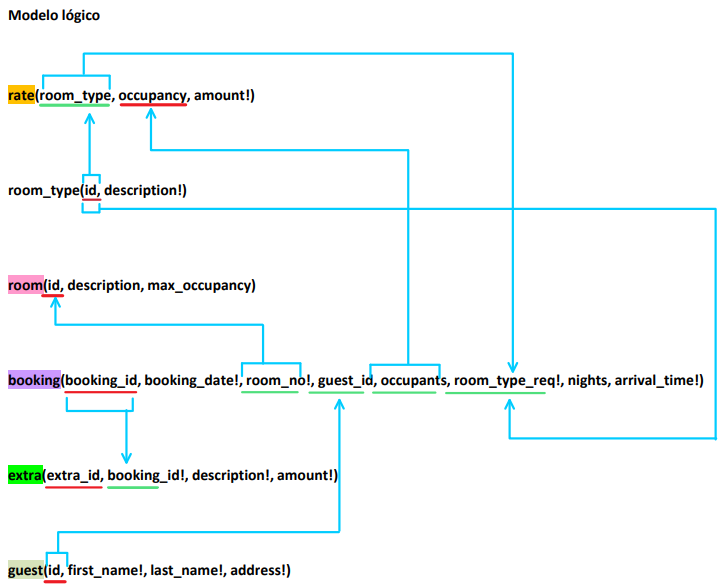 Modelo lógico
rate(room_type, occupancy, amount!)
room_type(id, description!)
room(id, description, max_occupancy)
booking(booking_id, booking_date!, room_no!, guest_id, occupants, room_type_req!, nights, arrival_time!)
extra(extra_id, booking_id!, description!, amount!)
guest(id, first_name!, last_name!, address!)